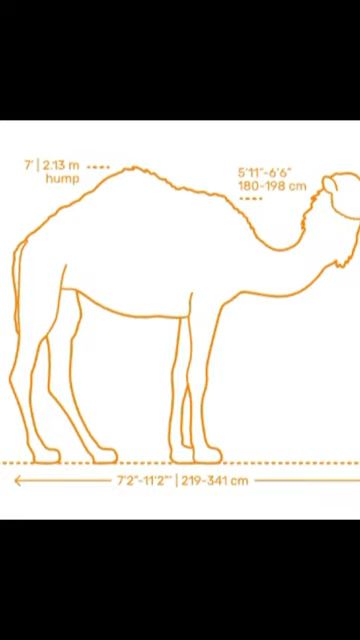 7' | 2.13 m
hump
5'11"-6'6"
180-198 cm
7'2"-11'2"' | 219-341 cm